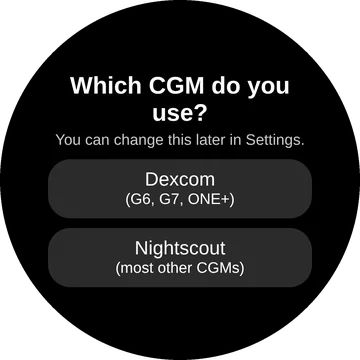 Which CGM do you
use?
You can change this later in Settings.
Dexcom
(G6, G7, ONE+)
Nightscout
(most other CGMs)